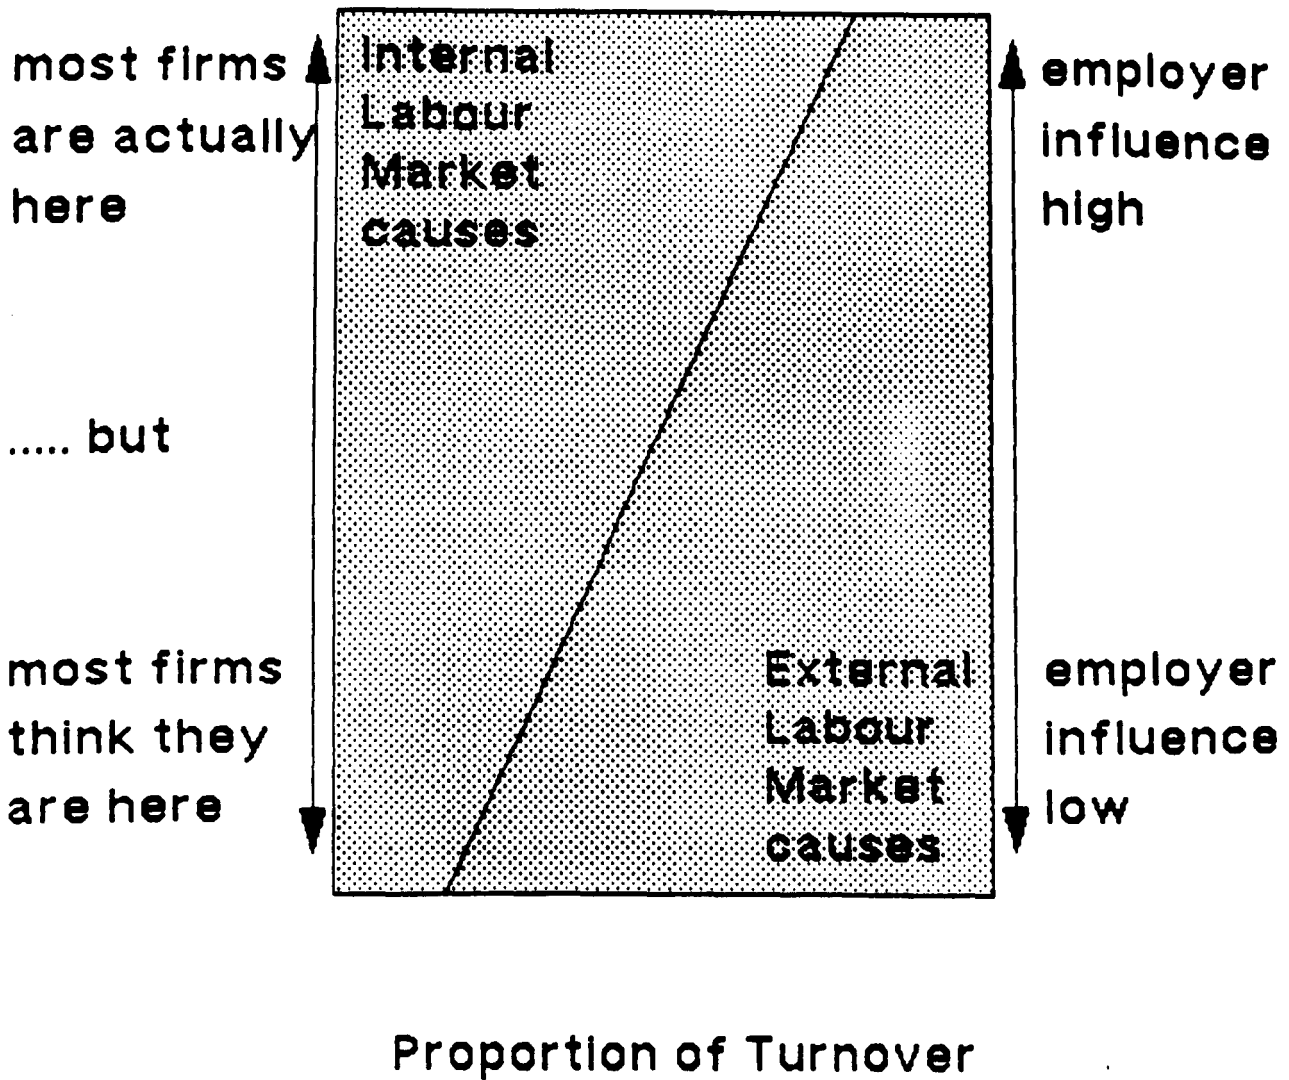 most firms
are actually
here
..... but
most firms
think they
are here
Internal
Labour
Market
causes
External
Labour
Market
causes
employer
influence
high
employer
influence
low
Proportion of Turnover